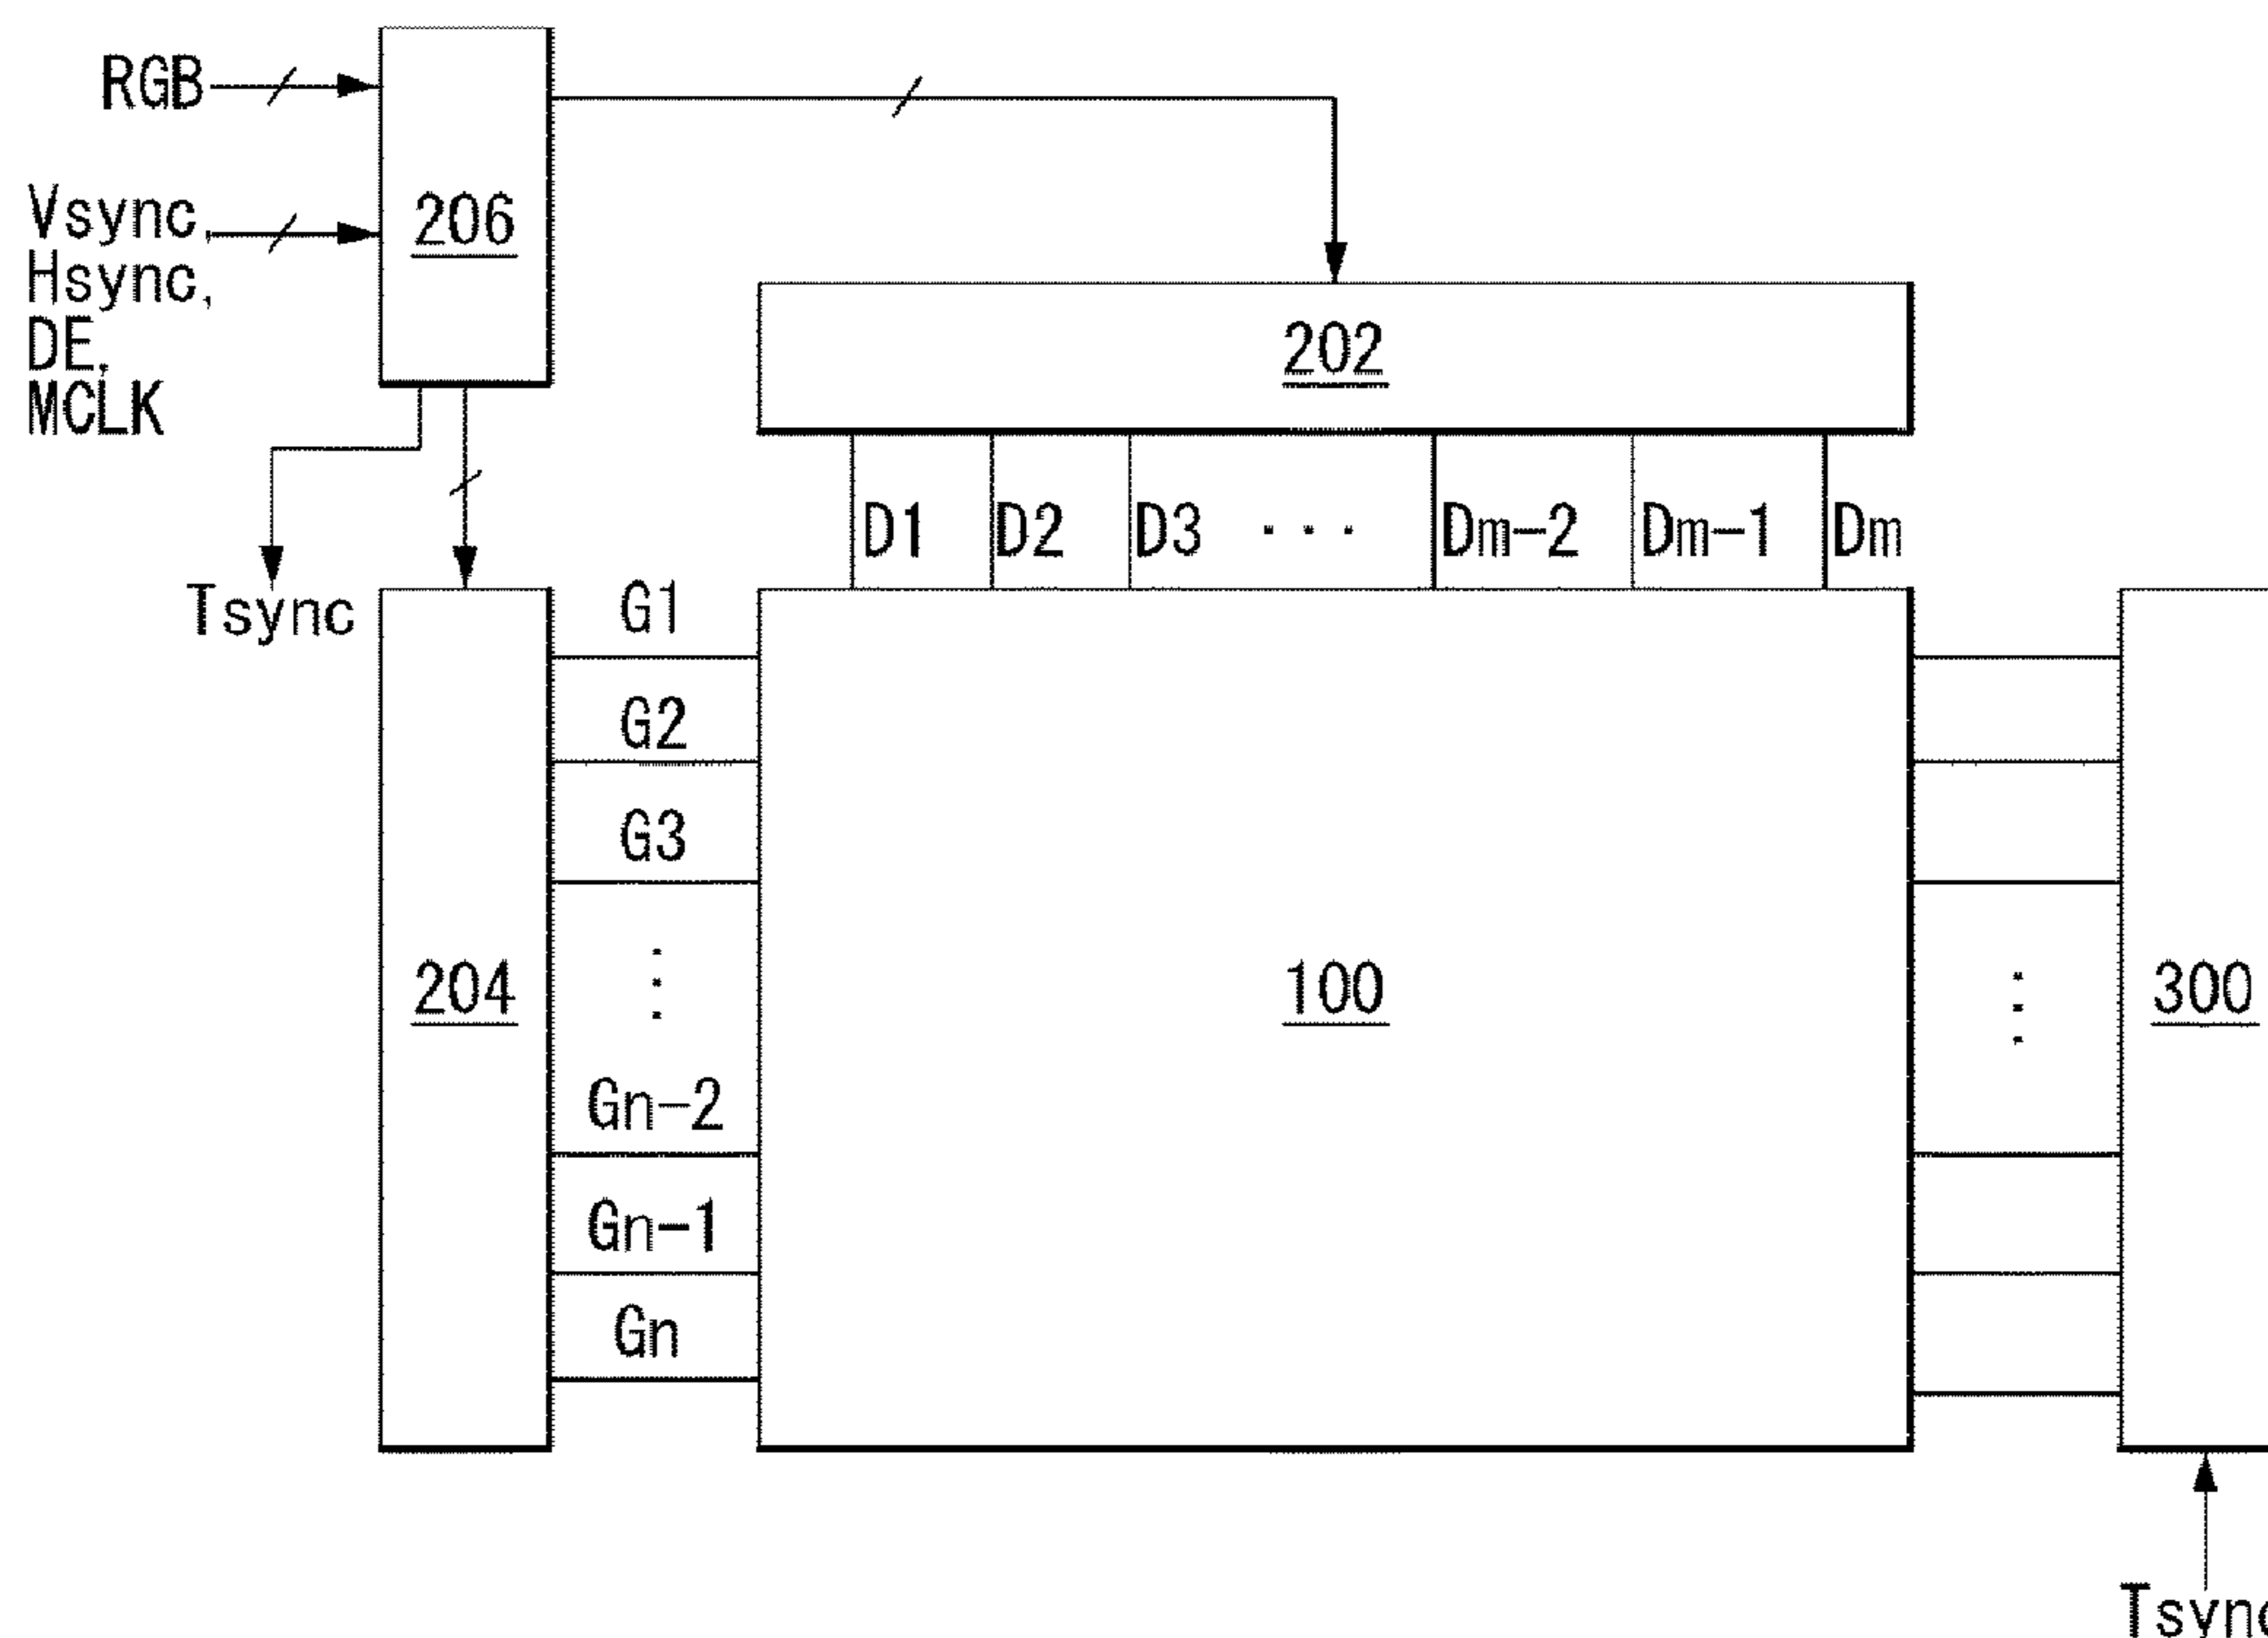 RGB
Vsync,
Hsync,
DE,
MCLK
206
202
D1 D2 D3 ... Dm-2 Dm-1 Dm
Tsync
G1
G2
G3
204
100
300
Gn-2
Gn-1
Gn